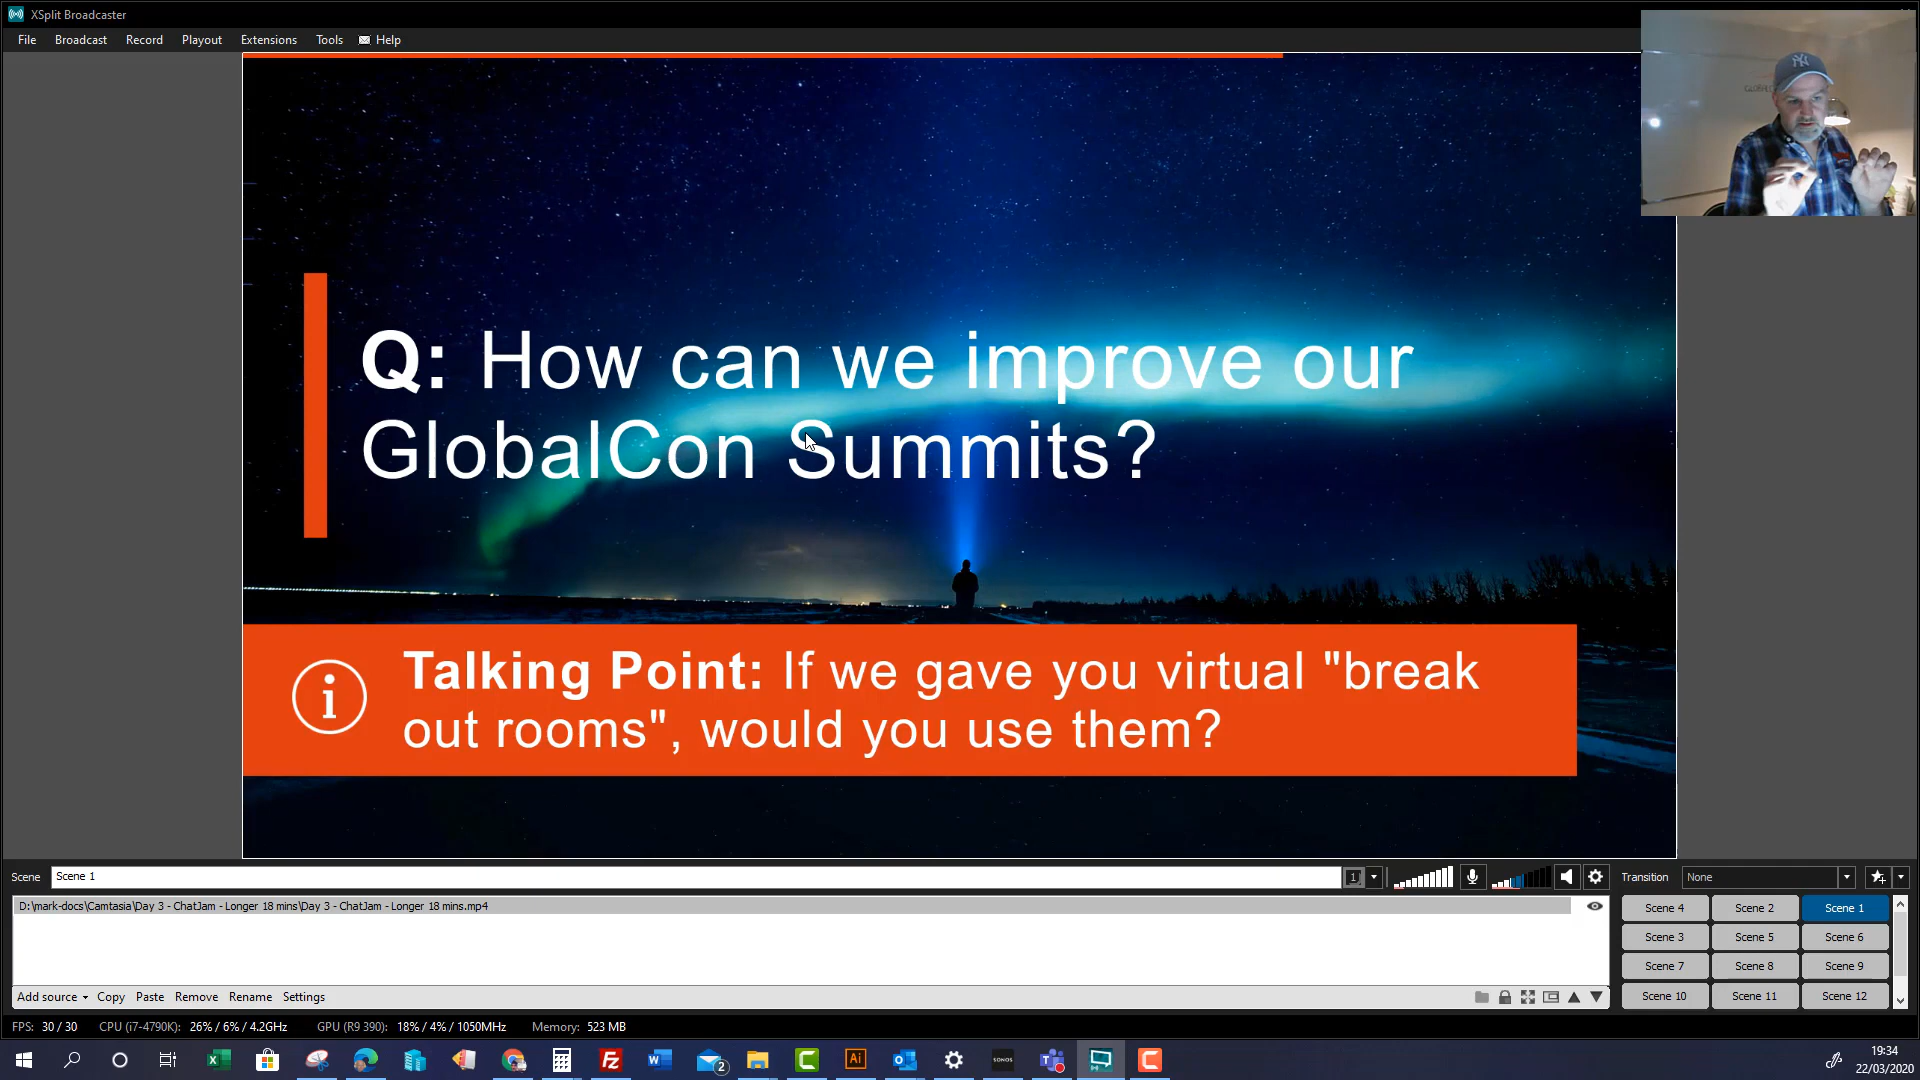 XSplit Broadcaster
File Broadcast Record Playout Extensions Tools Help
Q: How can we improve our
GlobalCon Summits?
Talking Point: If we gave you virtual "break
out rooms", would you use them?
Scene Scene 1 1 Transition None
D:\mark-docs\Camtasia\Day 3 - ChatJam - Longer 18 mins\Day 3 - ChatJam - Longer 18 mins.mp4
Scene 4 Scene 2 Scene 1
Scene 3 Scene 5 Scene 6
Scene 7 Scene 8 Scene 9
Scene 10 Scene 11 Scene 12
Add source Copy Paste Remove Rename Settings
FPS: 30 / 30 CPU (i7-4790K): 26% / 6% / 4.2GHz GPU (R9 390): 18% / 4% / 1050MHz Memory: 523 MB
2
SONOS
19:34
22/03/2020